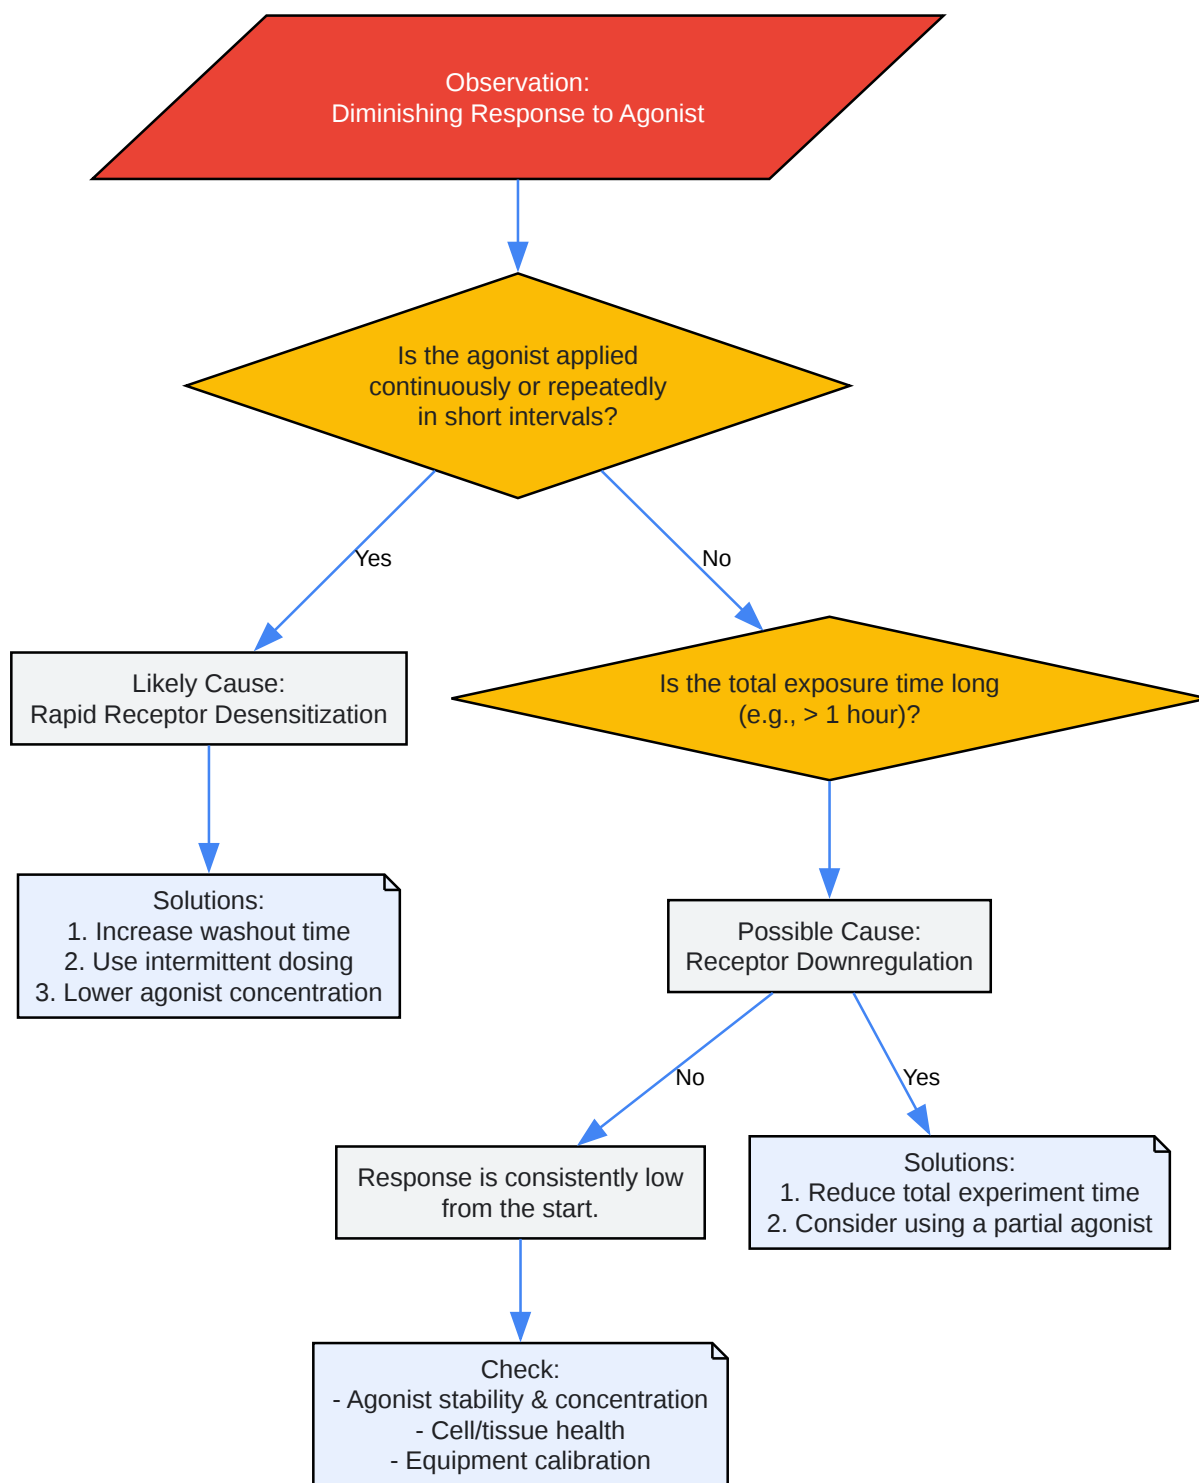 Observation:
Diminishing Response to Agonist
Is the agonist applied
continuously or repeatedly
in short intervals?
Yes
No
Likely Cause:
Rapid Receptor Desensitization
Is the total exposure time long
(e.g., > 1 hour)?
Solutions:
1. Increase washout time
2. Use intermittent dosing
3. Lower agonist concentration
Possible Cause:
Receptor Downregulation
No
Yes
Response is consistently low
from the start.
Solutions:
1. Reduce total experiment time
2. Consider using a partial agonist
Check:
- Agonist stability & concentration
- Cell/tissue health
- Equipment calibration